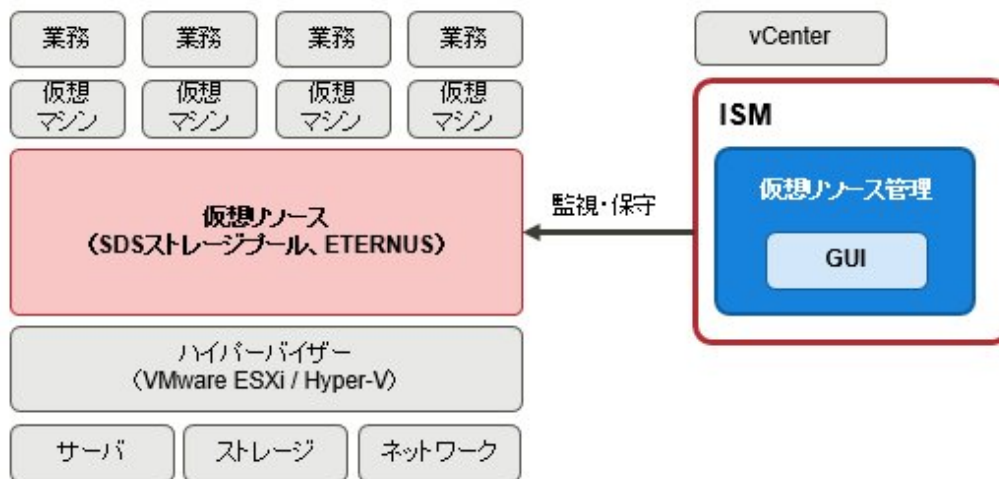 業務 業務 業務 業務 vCenter
仮想 仮想 仮想 仮想
マシン マシン マシン マシン
ISM
仮想リソース管理
GUI
仮想リソース
（SDSストレージプール、ETERNUS）
監視・保守
ハイパーバイザー
（VMware ESXi / Hyper-V）
サーバ ストレージ ネットワーク